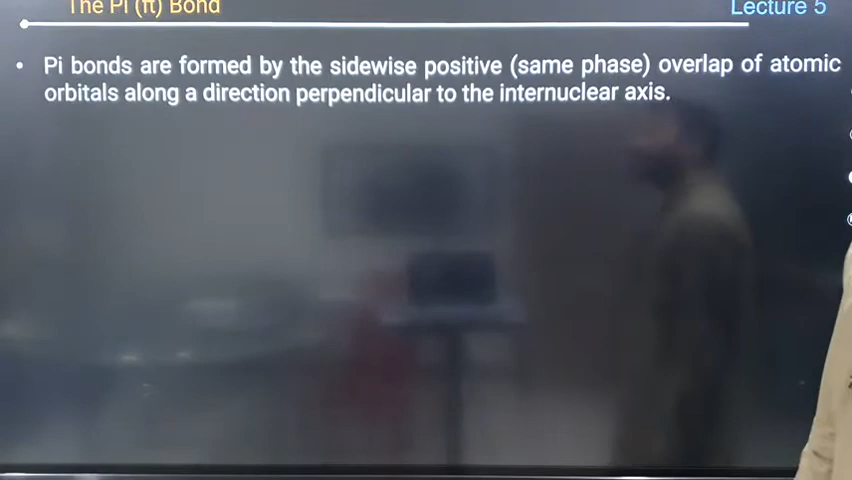 The Pi (π) Bond
Lecture 5
• Pi bonds are formed by the sidewise positive (same phase) overlap of atomic
orbitals along a direction perpendicular to the internuclear axis.